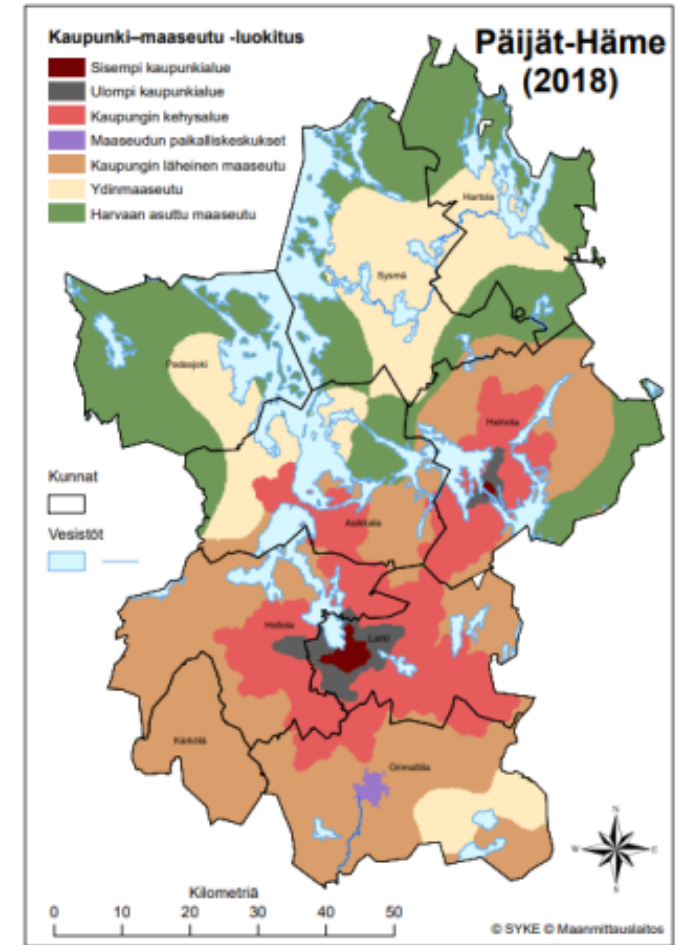 Kaupunki–maaseutu -luokitus
Sisempi kaupunkialue
Ulompi kaupunkialue
Kaupungin kehysalue
Maaseudun paikalliskeskukset
Kaupungin läheinen maaseutu
Ydinmaaseutu
Harvaan asuttu maaseutu
Päijät-Häme
(2018)
Hartola
Sysmä
Padasjoki
Heinola
Kunnat
Vesistöt
Asikkala
Hollola
Lahti
Kärkölä
Orimattila
N
W
E
S
Kilometriä
0 10 20 30 40 50
© SYKE © Maanmittauslaitos